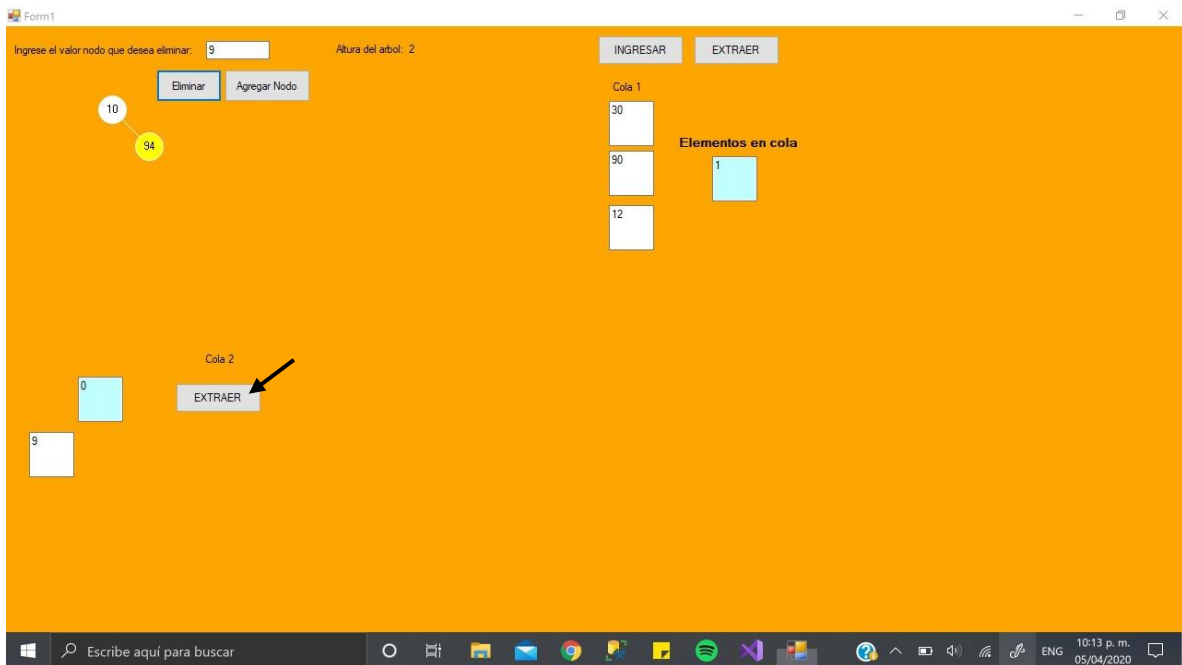 Form1
Ingrese el valor nodo que desea eliminar: 9
Altura del arbol: 2
INGRESAR EXTRAER
Eliminar Agregar Nodo
Cola 1
10
30
94
Elementos en cola
90
1
12
Cola 2
0
EXTRAER
9
Escribe aquí para buscar
ENG
10:13 p. m.
05/04/2020